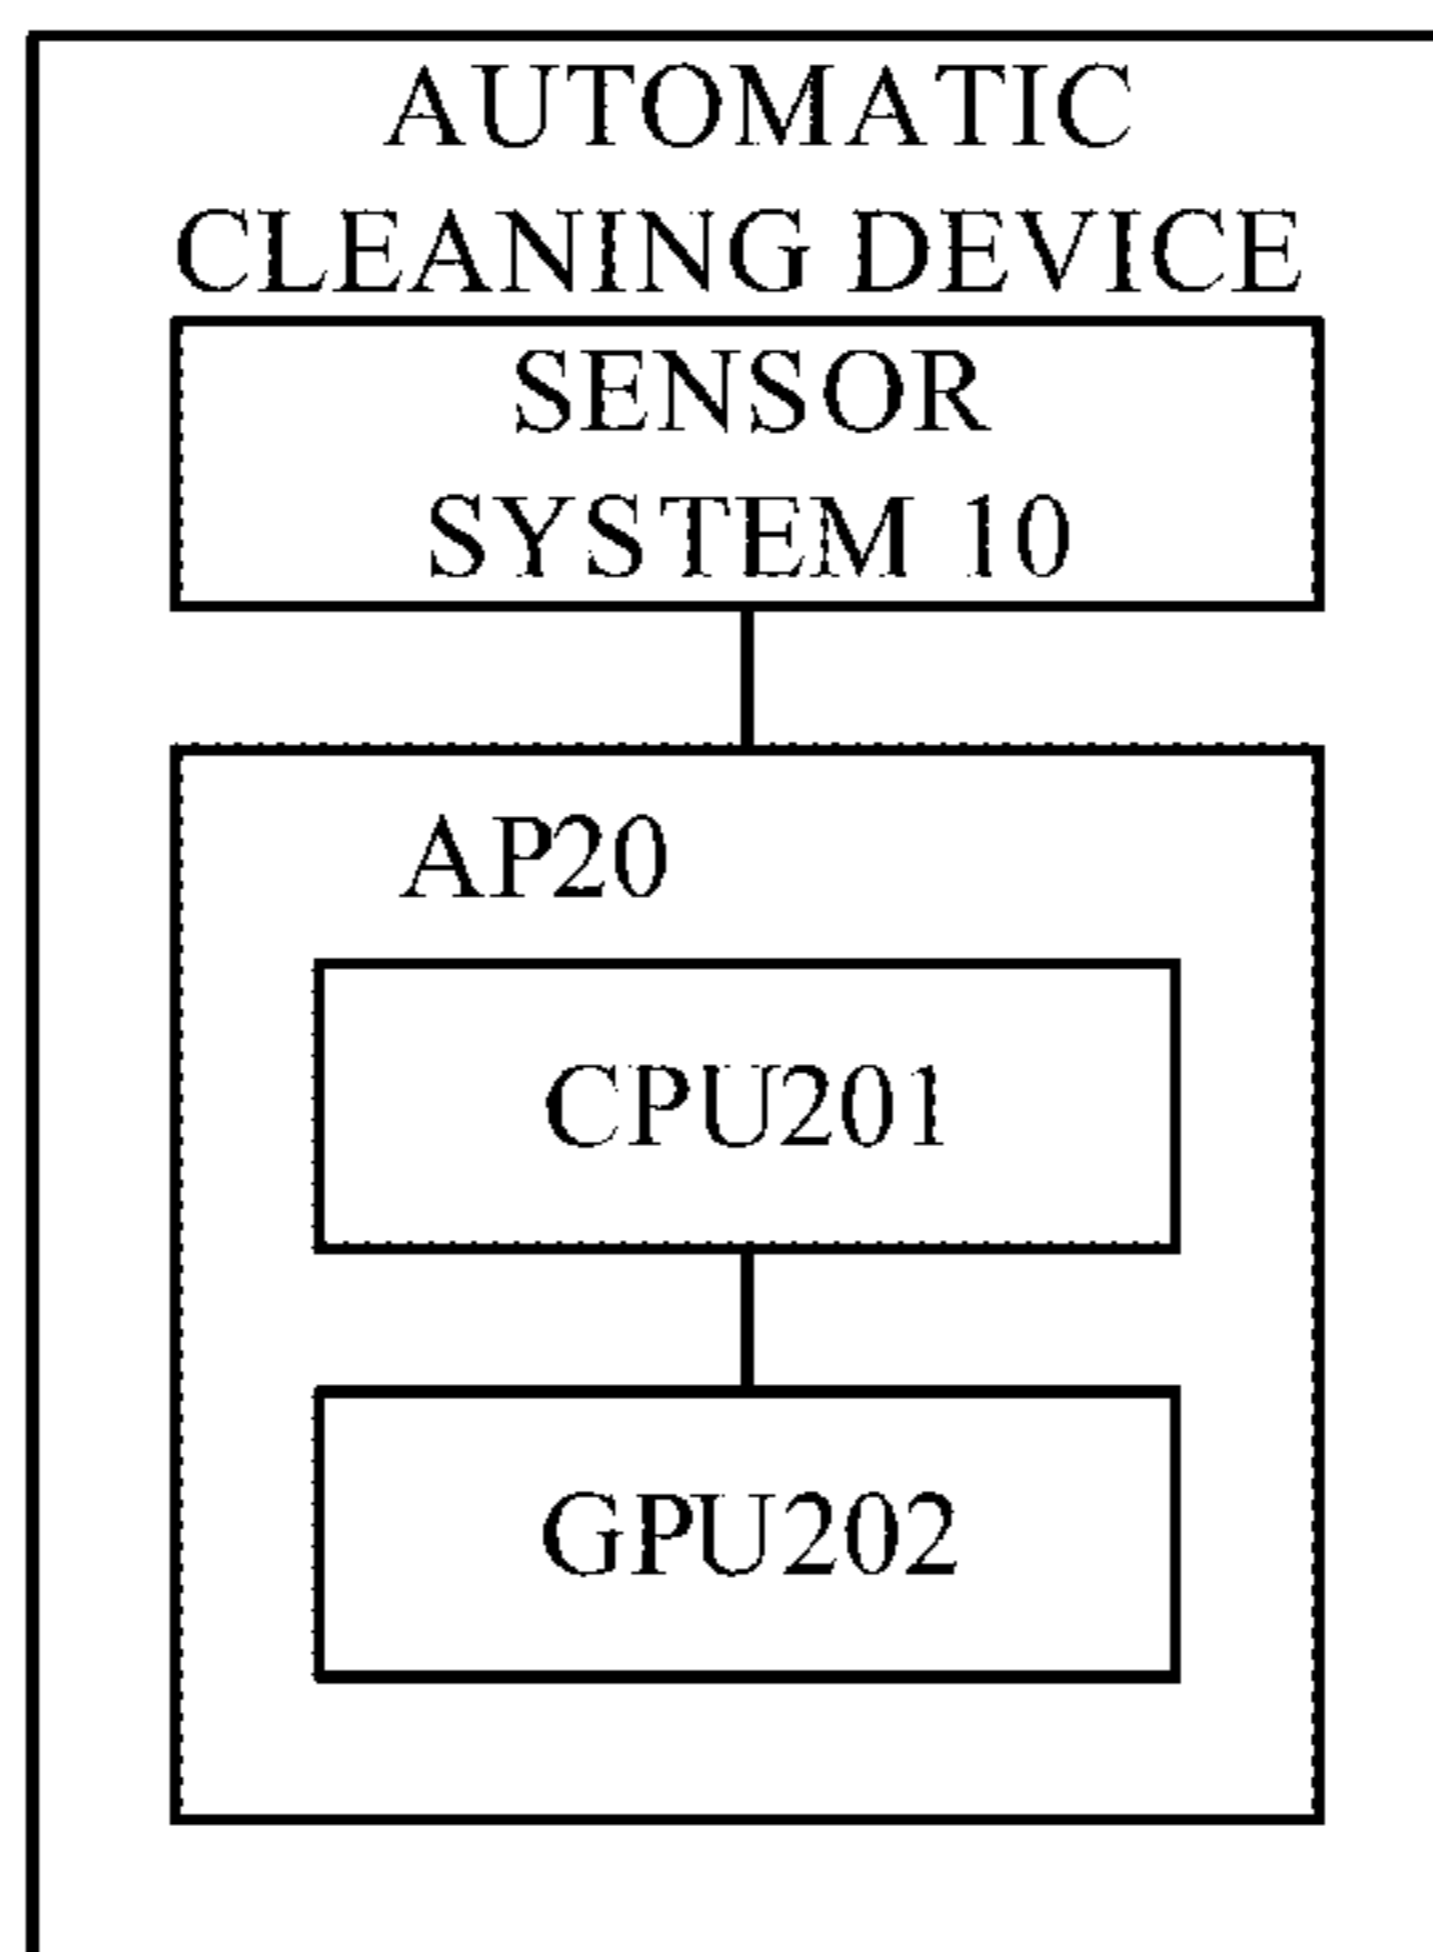 AUTOMATIC
CLEANING DEVICE
SENSOR
SYSTEM 10
AP20
CPU201
GPU202